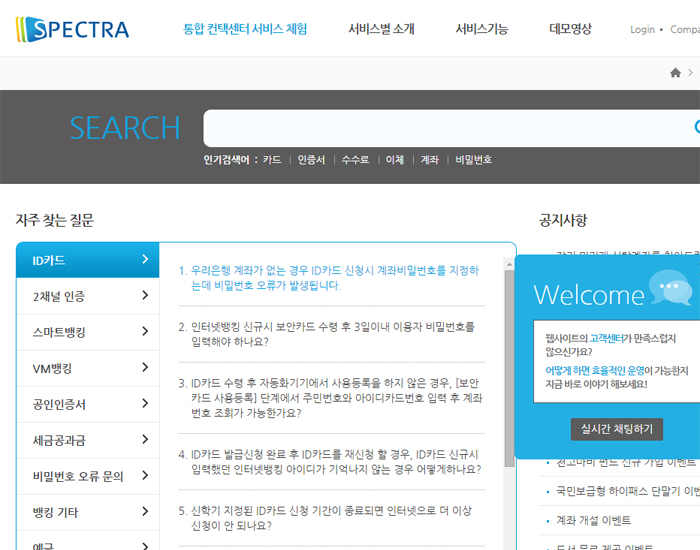 SPECTRA
통합 컨택센터 서비스 체험
서비스별 소개
서비스기능
데모영상
Login • Compa
SEARCH
인기검색어 : 카드 | 인증서 | 수수료 | 이체 | 계좌 | 비밀번호
자주 찾는 질문
ID카드
2채널 인증
스마트뱅킹
VM뱅킹
공인인증서
세금공과금
비밀번호 오류 문의
뱅킹 기타
예금
1. 우리은행 계좌가 없는 경우 ID카드 신청시 계좌비밀번호를 지정하
는데 비밀번호 오류가 발생됩니다.
2. 인터넷뱅킹 신규시 보안카드 수령 후 3일이내 이용자 비밀번호를
입력해야 하나요?
3. ID카드 수령 후 자동화기기에서 사용등록을 하지 않은 경우, [보안
카드 사용등록] 단계에서 주민번호와 아이디카드번호 입력 후 계좌
번호 조회가 가능한가요?
4. ID카드 발급신청 완료 후 ID카드를 재신청 할 경우, ID카드 신규시
입력했던 인터넷뱅킹 아이디가 기억나지 않는 경우 어떻게하나요?
5. 신학기 지정된 ID카드 신청 기간이 종료되면 인터넷으로 더 이상
신청이 안 되나요?
공지사항
Welcome
웹사이트의 고객센터가 만족스럽지
않으신가요?
어떻게 하면 효율적인 운영이 가능한지
지금 바로 이야기 해보세요!
실시간 채팅하기
• 천고마비 펀드 신규 가입 이벤트
• 국민보급형 하이패스 단말기 이벤
• 계좌 개설 이벤트
• 도서 무료 제공 이벤트